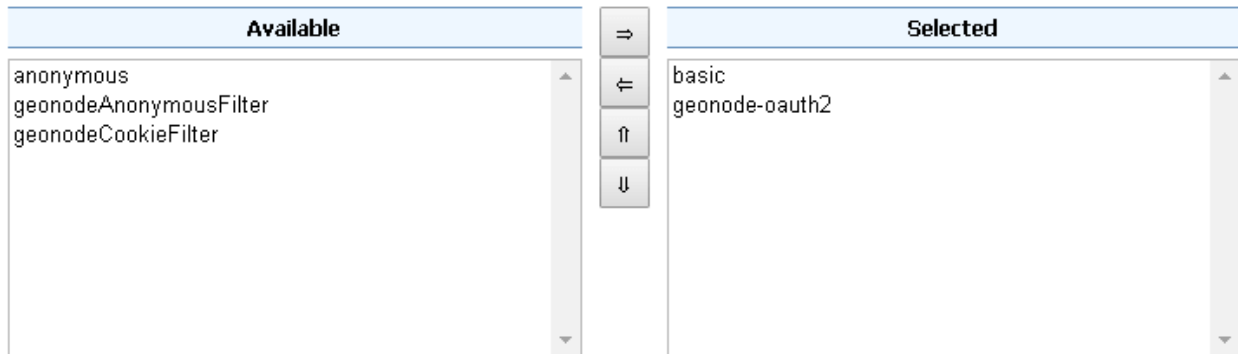 Available
anonymous
geonodeAnonymousFilter
geonodeCookieFilter
⇒
⇐
⇑
⇓
Selected
basic
geonode-oauth2